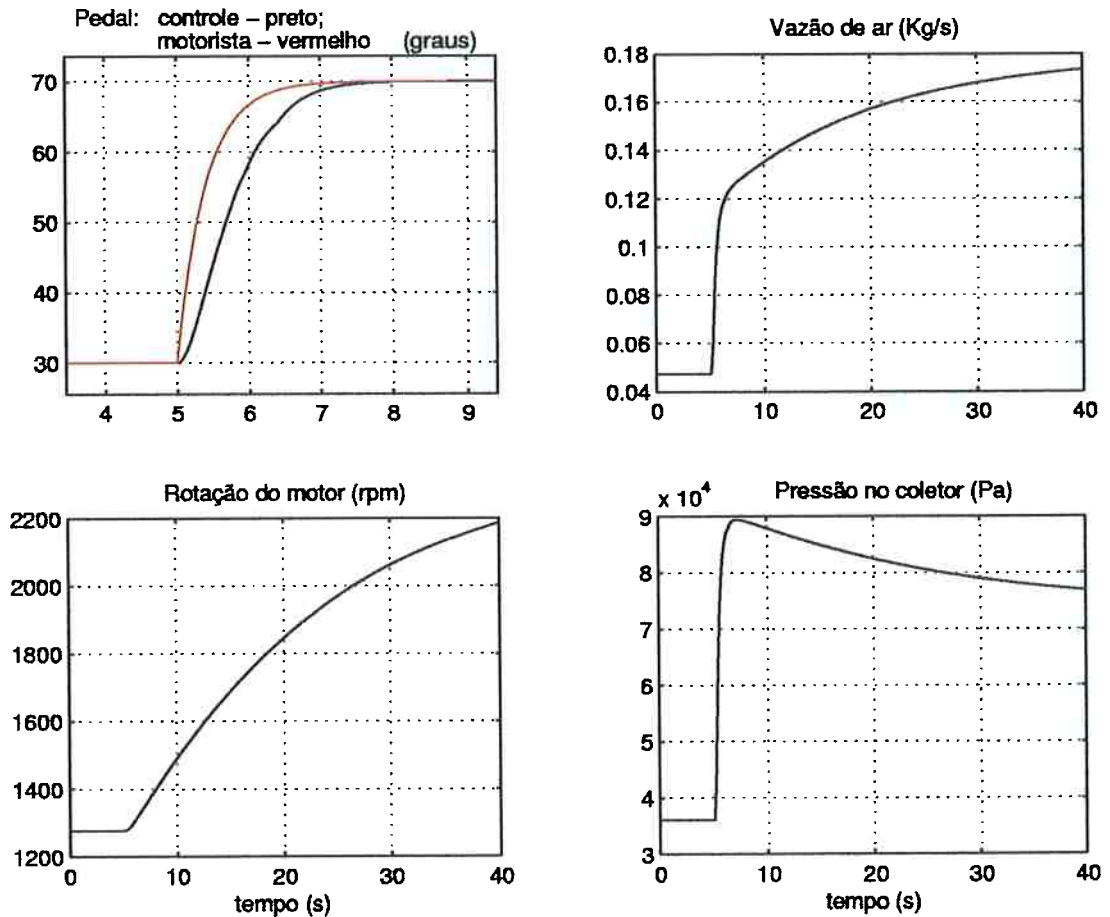 Pedal: controle – preto;
motorista – vermelho (graus)
70
60
50
40
30
4 5 6 7 8 9
Vazão de ar (Kg/s)
0.18
0.16
0.14
0.12
0.1
0.08
0.06
0.04
0 10 20 30 40
Rotação do motor (rpm)
2200
2000
1800
1600
1400
1200
0 10 20 30 40
tempo (s)
x 10⁴ Pressão no coletor (Pa)
9
8
7
6
5
4
3
0 10 20 30 40
tempo (s)